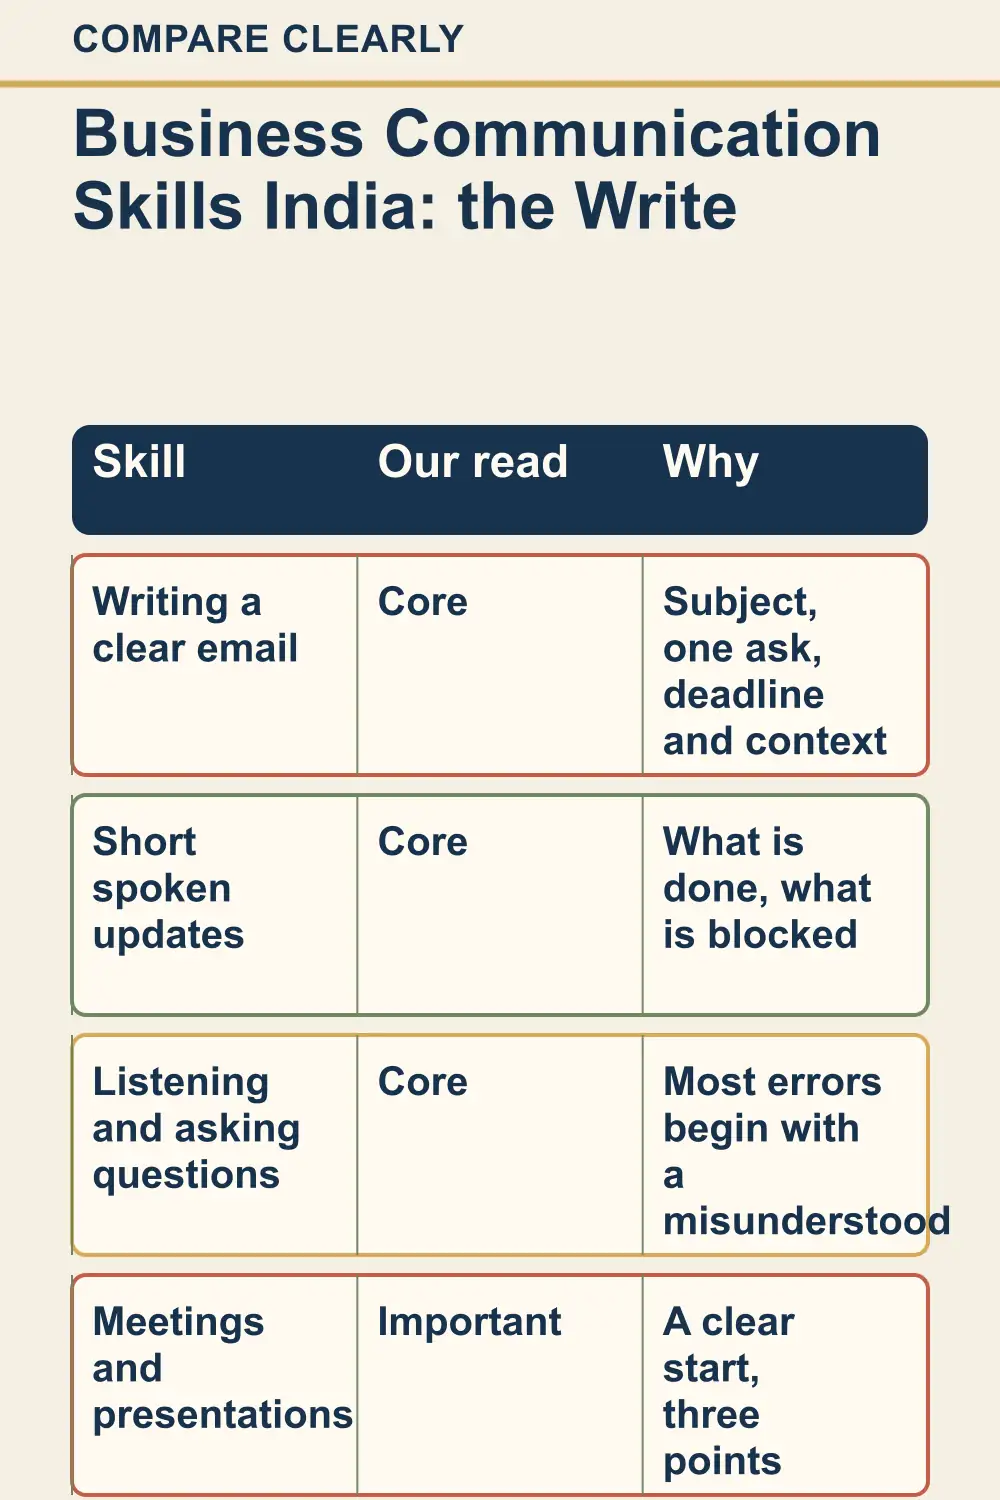 COMPARE CLEARLY
Business Communication
Skills India: the Write
Skill Our read Why
Writing a
clear email
Core
Subject,
one ask,
deadline
and context
Short
spoken
updates
Core
What is
done, what
is blocked
Listening
and asking
questions
Core
Most errors
begin with
a
misunderstood
Meetings
and
presentations
Important
A clear
start,
three
points